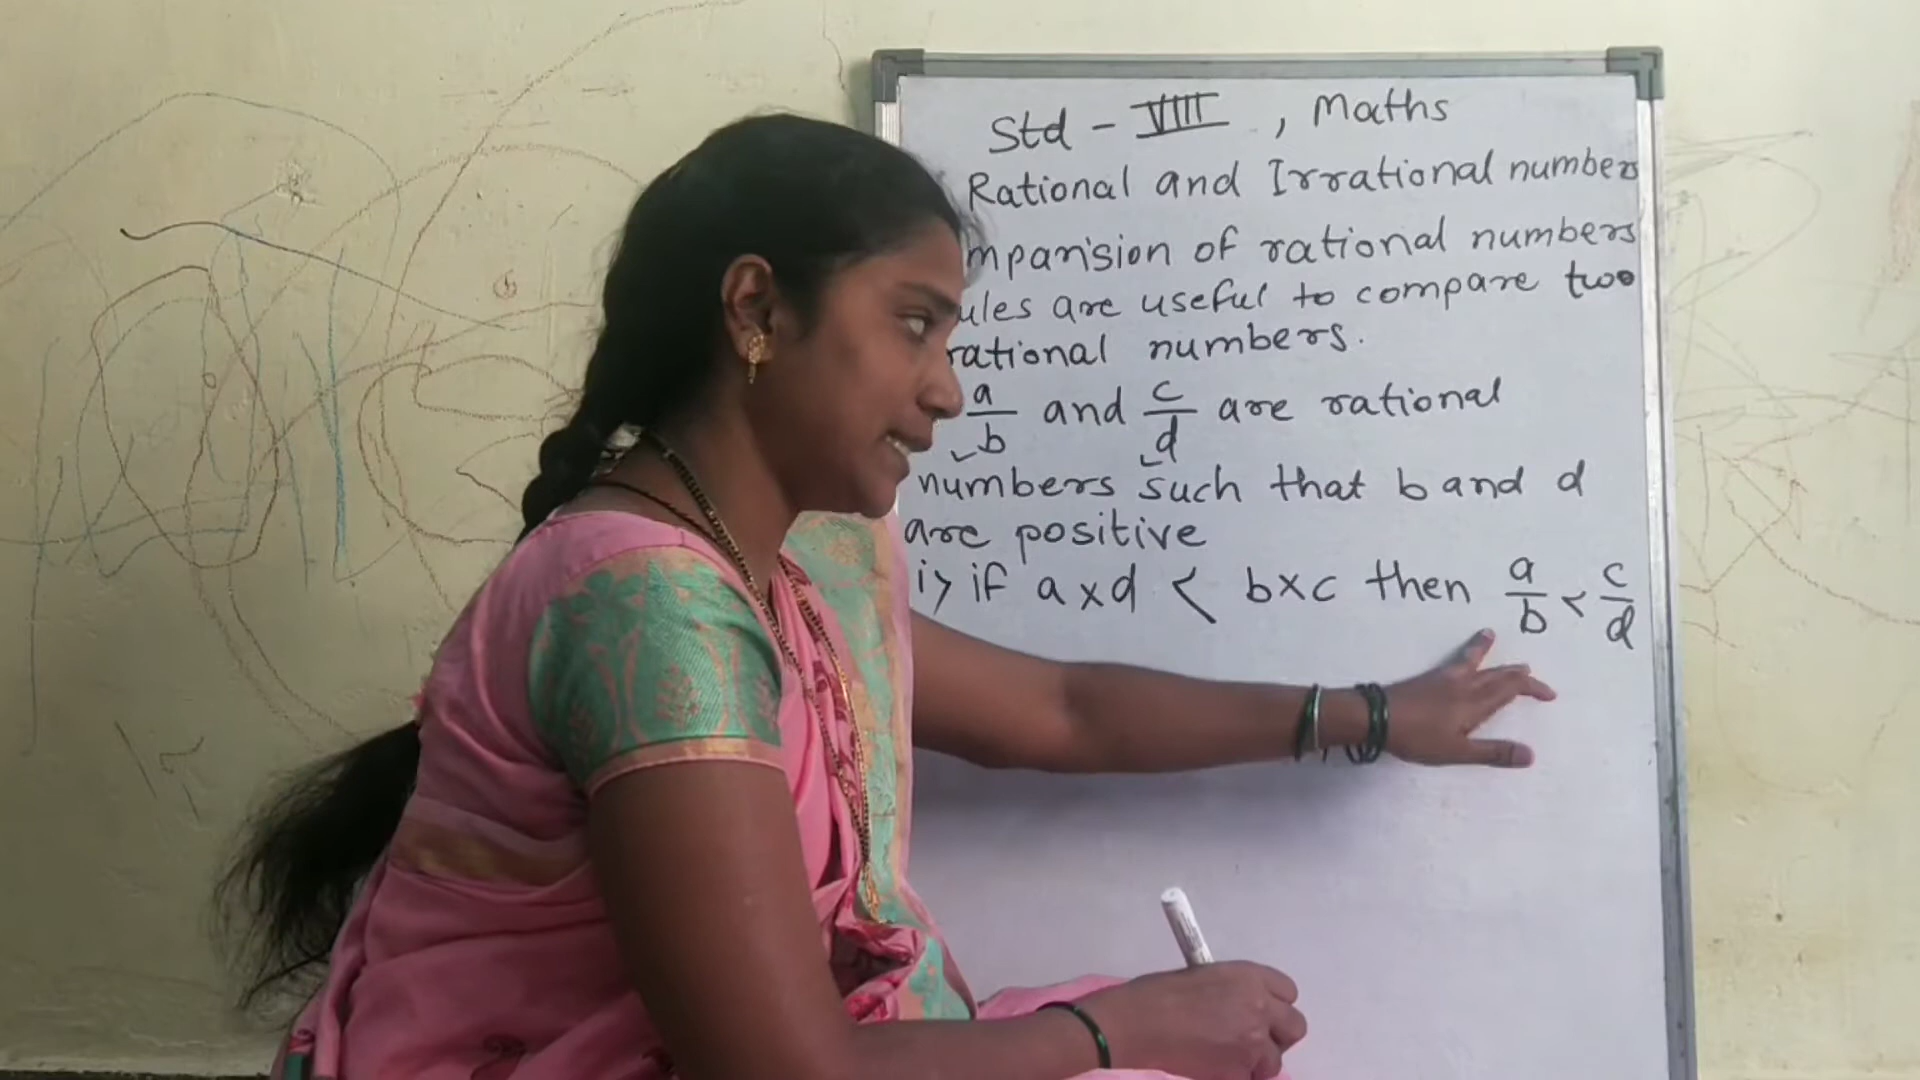 Std - VIII , Maths
Rational and Irrational numbers
mparision of rational numbers
ules are useful to compare two
rational numbers.
a/b and c/d are rational
numbers such that b and d
are positive
i> if a x d < b x c then a/b < c/d